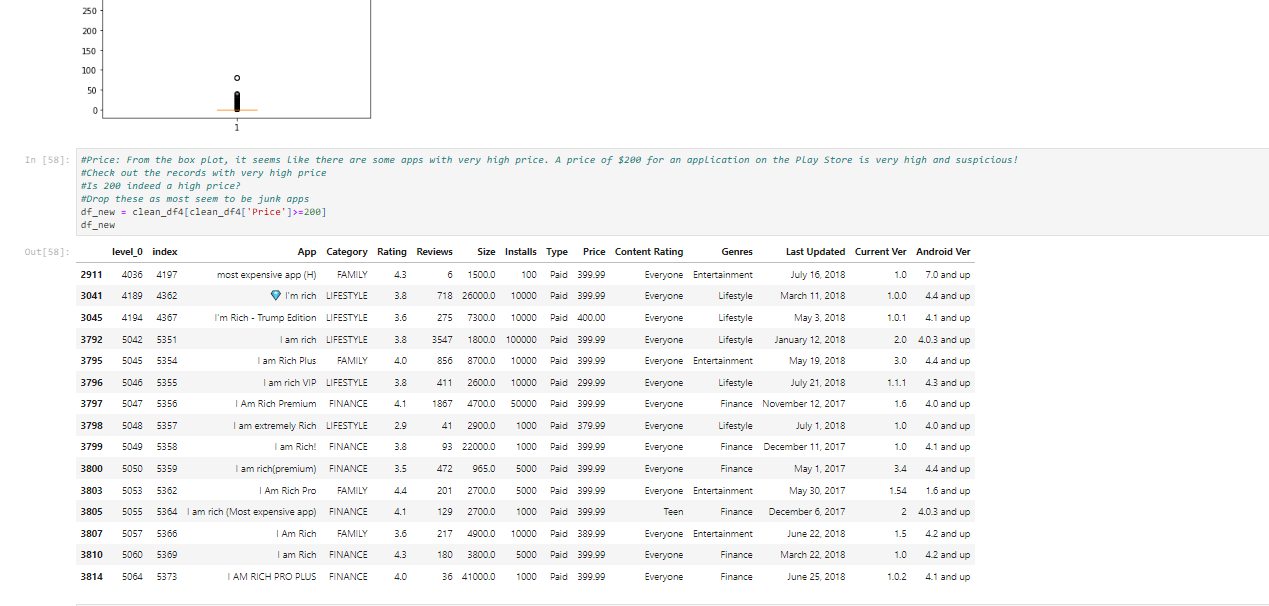 250
200
150
100
50
0
1
In [58]: #Price: From the box plot, it seems like there are some apps with very high price. A price of $200 for an application on the Play Store is very high and suspicious!
#Check out the records with very high price
#Is 200 indeed a high price?
#Drop these as most seem to be junk apps
df_new = clean_df4[clean_df4['Price']>=200]
df_new
Out[58]: level_0 index App Category Rating Reviews Size Installs Type Price Content Rating Genres Last Updated Current Ver Android Ver
2911 4036 4197 most expensive app (H) FAMILY 4.3 6 1500.0 100 Paid 399.99 Everyone Entertainment July 16, 2018 1.0 7.0 and up
3041 4189 4362 💎 I'm rich LIFESTYLE 3.8 718 26000.0 10000 Paid 399.99 Everyone Lifestyle March 11, 2018 1.0.0 4.4 and up
3045 4194 4367 I'm Rich - Trump Edition LIFESTYLE 3.6 275 7300.0 10000 Paid 400.00 Everyone Lifestyle May 3, 2018 1.0.1 4.1 and up
3792 5042 5351 I am rich LIFESTYLE 3.8 3547 1800.0 100000 Paid 399.99 Everyone Lifestyle January 12, 2018 2.0 4.0.3 and up
3795 5045 5354 I am Rich Plus FAMILY 4.0 856 8700.0 10000 Paid 399.99 Everyone Entertainment May 19, 2018 3.0 4.4 and up
3796 5046 5355 I am rich VIP LIFESTYLE 3.8 411 2600.0 10000 Paid 299.99 Everyone Lifestyle July 21, 2018 1.1.1 4.3 and up
3797 5047 5356 I Am Rich Premium FINANCE 4.1 1867 4700.0 50000 Paid 399.99 Everyone Finance November 12, 2017 1.6 4.0 and up
3798 5048 5357 I am extremely Rich LIFESTYLE 2.9 41 2900.0 1000 Paid 379.99 Everyone Lifestyle July 1, 2018 1.0 4.0 and up
3799 5049 5358 I am Rich! FINANCE 3.8 93 22000.0 1000 Paid 399.99 Everyone Finance December 11, 2017 1.0 4.1 and up
3800 5050 5359 I am rich(premium) FINANCE 3.5 472 965.0 5000 Paid 399.99 Everyone Finance May 1, 2017 3.4 4.4 and up
3803 5053 5362 I Am Rich Pro FAMILY 4.4 201 2700.0 5000 Paid 399.99 Everyone Entertainment May 30, 2017 1.54 1.6 and up
3805 5055 5364 I am rich (Most expensive app) FINANCE 4.1 129 2700.0 1000 Paid 399.99 Teen Finance December 6, 2017 2 4.0.3 and up
3807 5057 5366 I Am Rich FAMILY 3.6 217 4900.0 10000 Paid 389.99 Everyone Entertainment June 22, 2018 1.5 4.2 and up
3810 5060 5369 I am Rich FINANCE 4.3 180 3800.0 5000 Paid 399.99 Everyone Finance March 22, 2018 1.0 4.2 and up
3814 5064 5373 I AM RICH PRO PLUS FINANCE 4.0 36 41000.0 1000 Paid 399.99 Everyone Finance June 25, 2018 1.0.2 4.1 and up